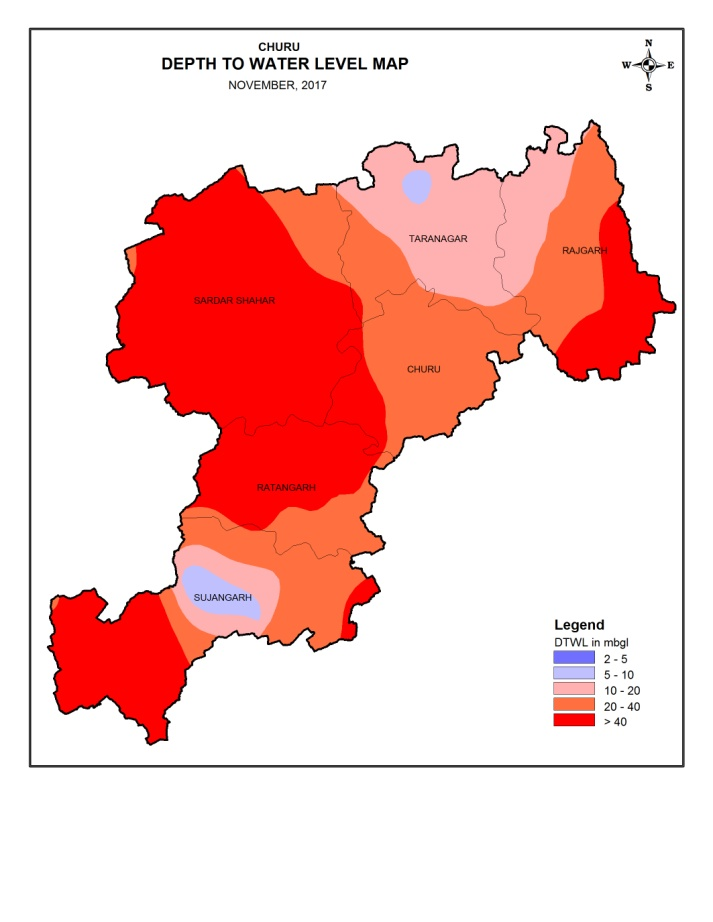 CHURU
DEPTH TO WATER LEVEL MAP
NOVEMBER, 2017
N
W E
S
TARANAGAR
RAJGARH
SARDAR SHAHAR
CHURU
RATANGARH
SUJANGARH
Legend
DTWL in mbgl
2 - 5
5 - 10
10 - 20
20 - 40
> 40